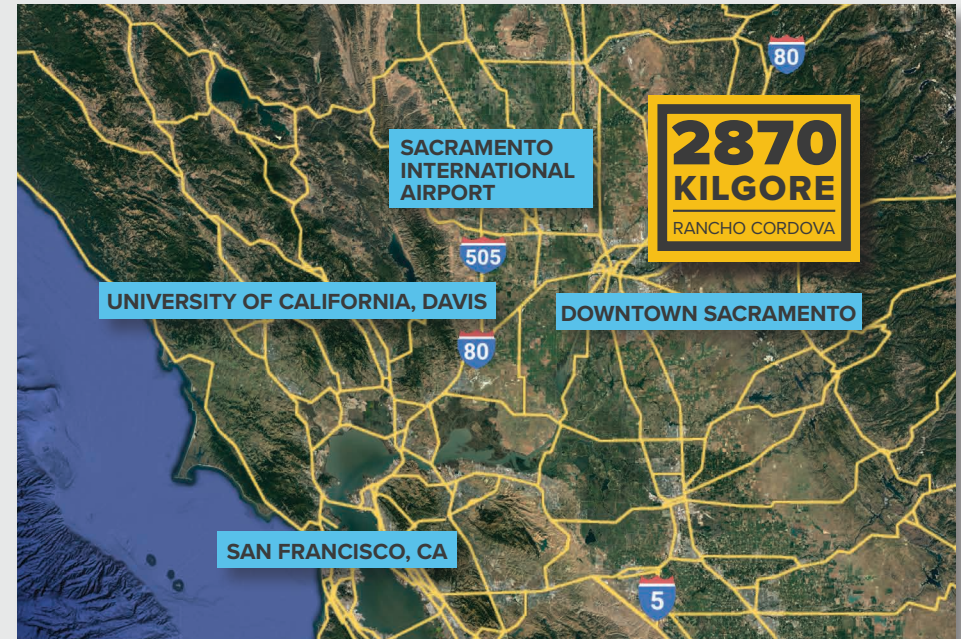 80
2870
KILGORE
RANCHO CORDOVA
SACRAMENTO
INTERNATIONAL
AIRPORT
505
UNIVERSITY OF CALIFORNIA, DAVIS
DOWNTOWN SACRAMENTO
80
SAN FRANCISCO, CA
5